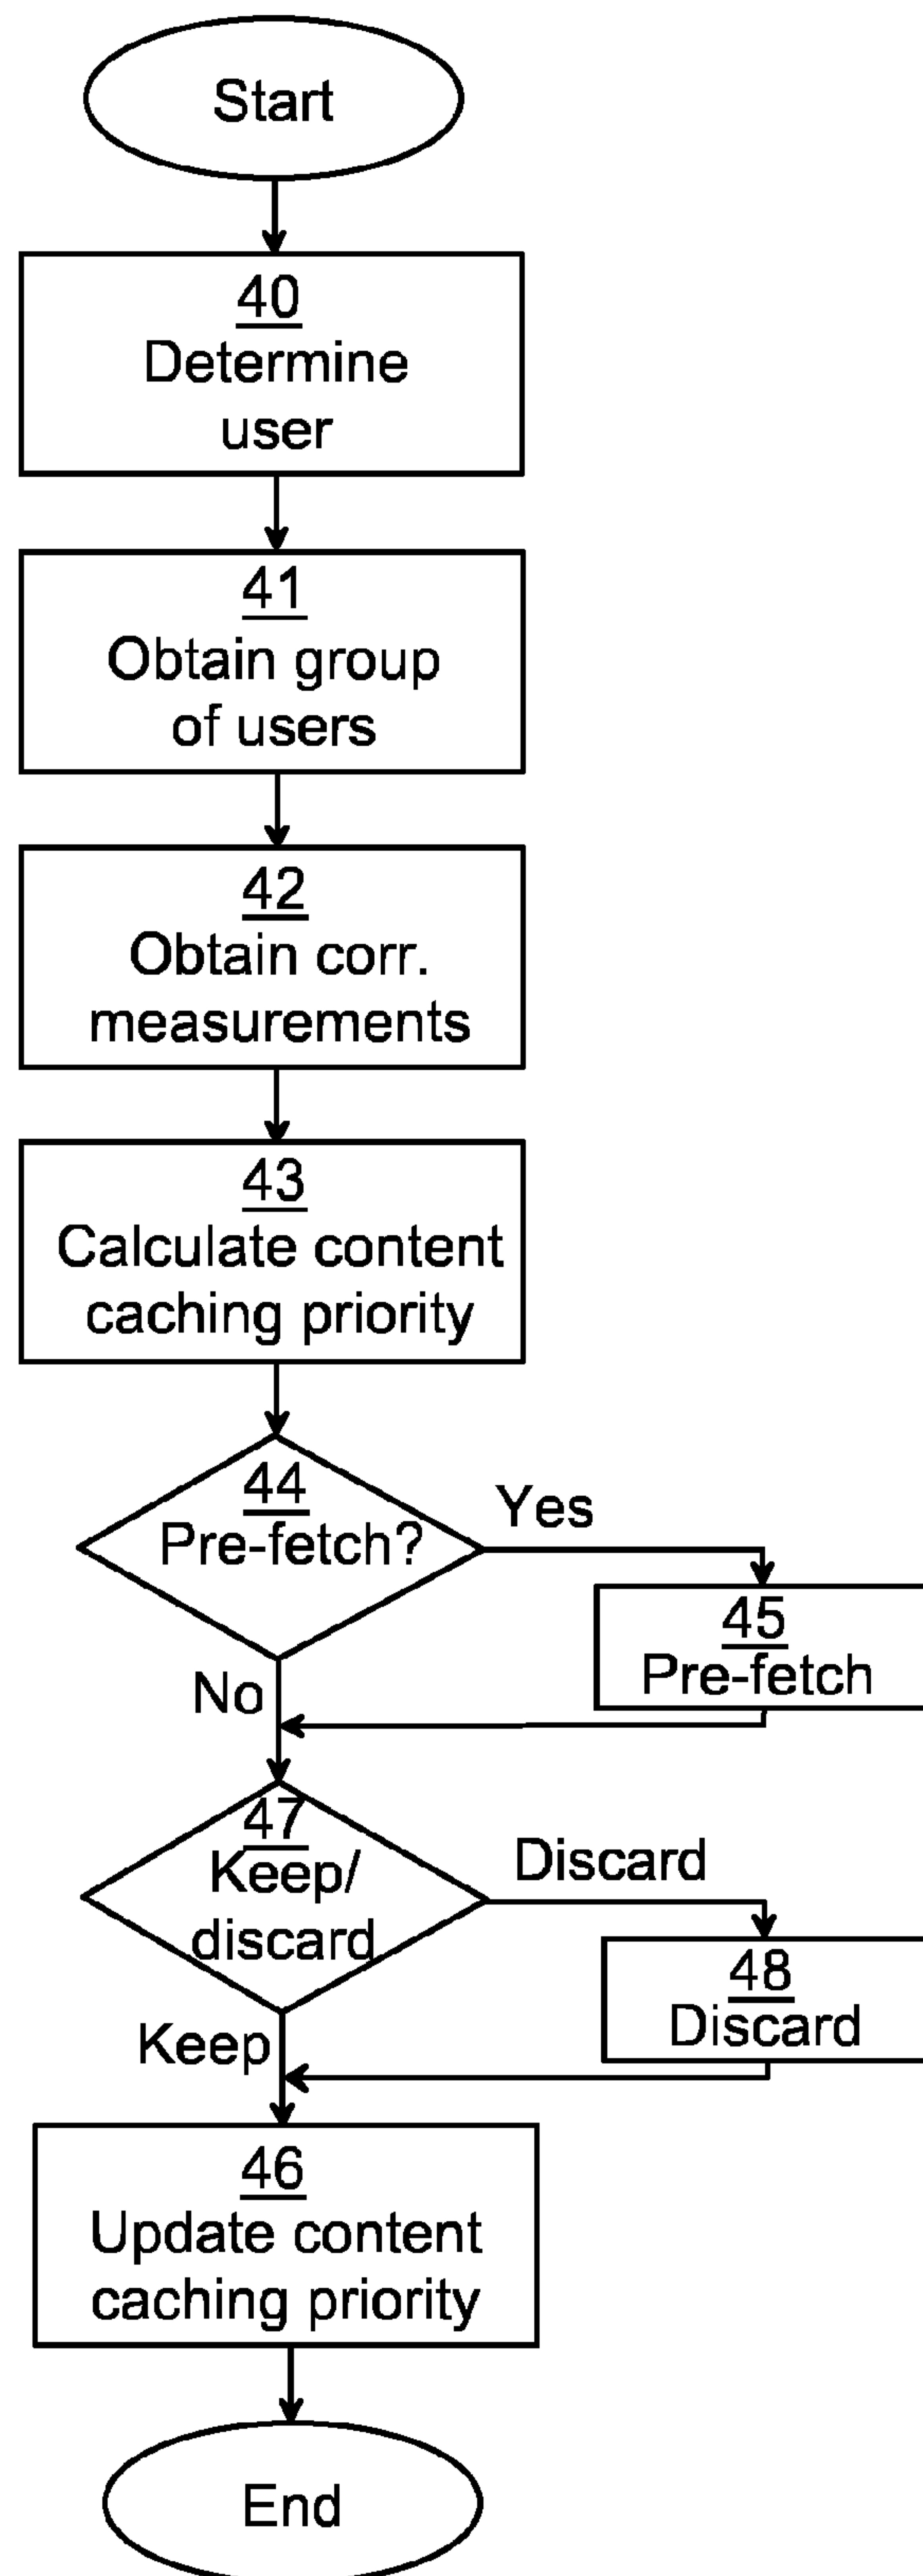 Start
40
Determine
user
41
Obtain group
of users
42
Obtain corr.
measurements
43
Calculate content
caching priority
44
Pre-fetch?
Yes
45
Pre-fetch
No
47
Keep/
discard
Discard
48
Discard
Keep
46
Update content
caching priority
End